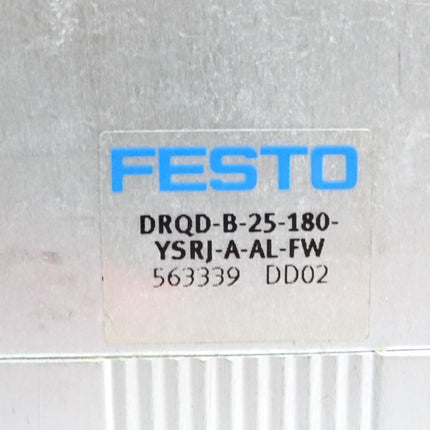 FESTO
DRQD-B-25-180-
YSRJ-A-AL-FW
563339 DD02